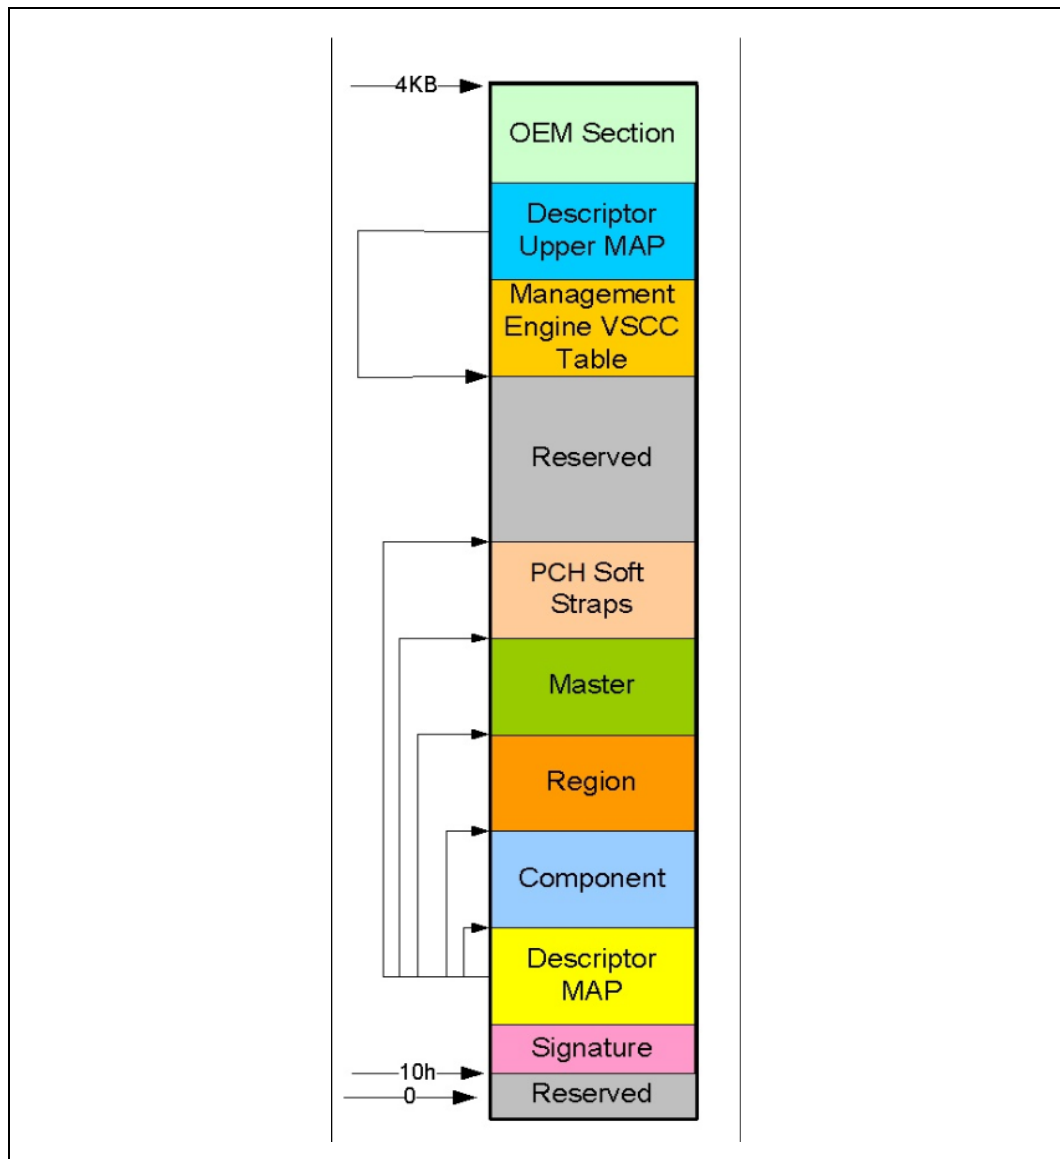 4KB
OEM Section
Descriptor
Upper MAP
Management
Engine VSCC
Table
Reserved
PCH Soft
Straps
Master
Region
Component
Descriptor
MAP
Signature
10h
0
Reserved